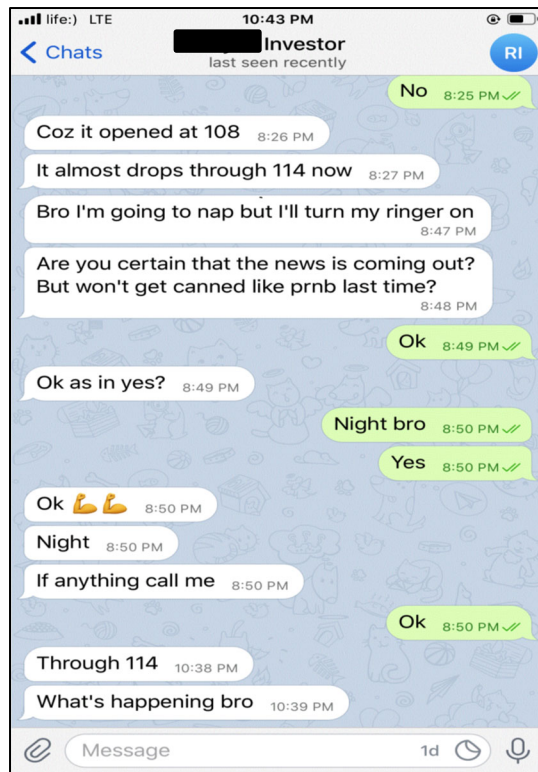 life:) LTE
10:43 PM
Chats
Investor
last seen recently
RI
No 8:25 PM
Coz it opened at 108 8:26 PM
It almost drops through 114 now 8:27 PM
Bro I'm going to nap but I'll turn my ringer on
8:47 PM
Are you certain that the news is coming out?
But won't get canned like prnb last time?
8:48 PM
Ok 8:49 PM
Ok as in yes? 8:49 PM
Night bro 8:50 PM
Yes 8:50 PM
Ok 💪💪 8:50 PM
Night 8:50 PM
If anything call me 8:50 PM
Ok 8:50 PM
Through 114 10:38 PM
What's happening bro 10:39 PM
Message 1d